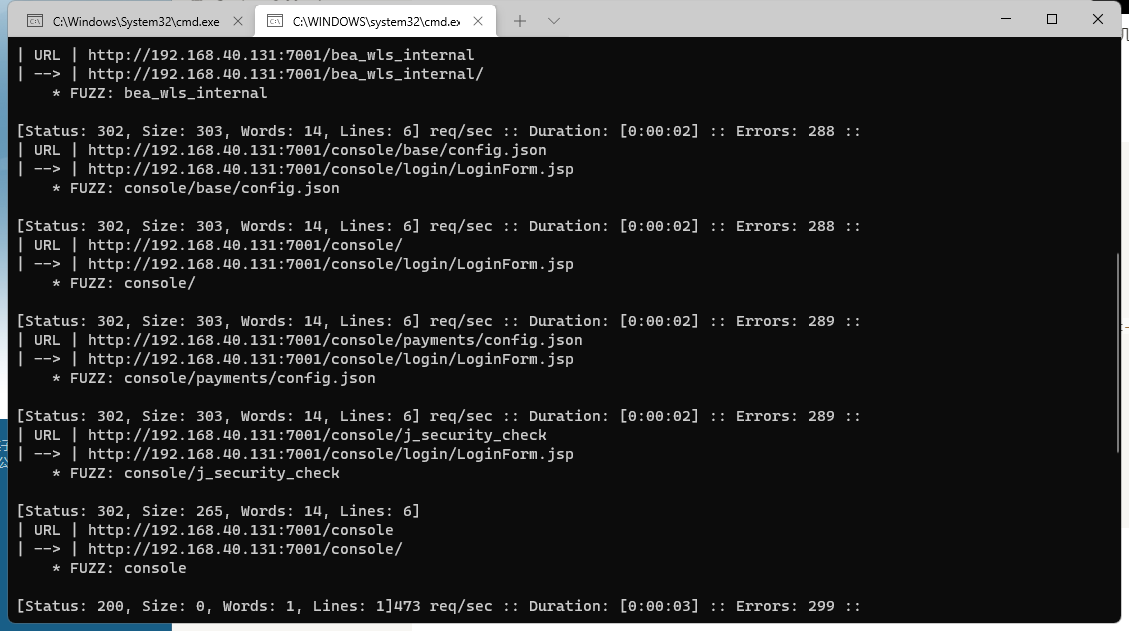 C:\Windows\System32\cmd.exe
C:\WINDOWS\system32\cmd.ex
| URL | http://192.168.40.131:7001/bea_wls_internal
| --> | http://192.168.40.131:7001/bea_wls_internal/
* FUZZ: bea_wls_internal
[Status: 302, Size: 303, Words: 14, Lines: 6] req/sec :: Duration: [0:00:02] :: Errors: 288 ::
| URL | http://192.168.40.131:7001/console/base/config.json
| --> | http://192.168.40.131:7001/console/login/LoginForm.jsp
* FUZZ: console/base/config.json
[Status: 302, Size: 303, Words: 14, Lines: 6] req/sec :: Duration: [0:00:02] :: Errors: 288 ::
| URL | http://192.168.40.131:7001/console/
| --> | http://192.168.40.131:7001/console/login/LoginForm.jsp
* FUZZ: console/
[Status: 302, Size: 303, Words: 14, Lines: 6] req/sec :: Duration: [0:00:02] :: Errors: 289 ::
| URL | http://192.168.40.131:7001/console/payments/config.json
| --> | http://192.168.40.131:7001/console/login/LoginForm.jsp
* FUZZ: console/payments/config.json
[Status: 302, Size: 303, Words: 14, Lines: 6] req/sec :: Duration: [0:00:02] :: Errors: 289 ::
| URL | http://192.168.40.131:7001/console/j_security_check
| --> | http://192.168.40.131:7001/console/login/LoginForm.jsp
* FUZZ: console/j_security_check
[Status: 302, Size: 265, Words: 14, Lines: 6]
| URL | http://192.168.40.131:7001/console
| --> | http://192.168.40.131:7001/console/
* FUZZ: console
[Status: 200, Size: 0, Words: 1, Lines: 1]473 req/sec :: Duration: [0:00:03] :: Errors: 299 ::